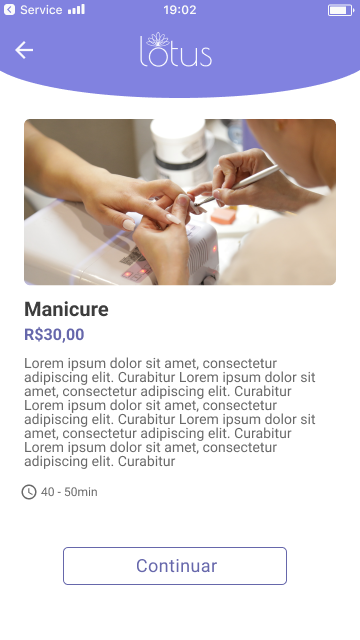 Service
19:02
lotus
Manicure
R$30,00
Lorem ipsum dolor sit amet, consectetur
adipiscing elit. Curabitur Lorem ipsum dolor sit
amet, consectetur adipiscing elit. Curabitur
Lorem ipsum dolor sit amet, consectetur
adipiscing elit. Curabitur Lorem ipsum dolor sit
amet, consectetur adipiscing elit. Curabitur
Lorem ipsum dolor sit amet, consectetur
adipiscing elit. Curabitur
40 - 50min
Continuar